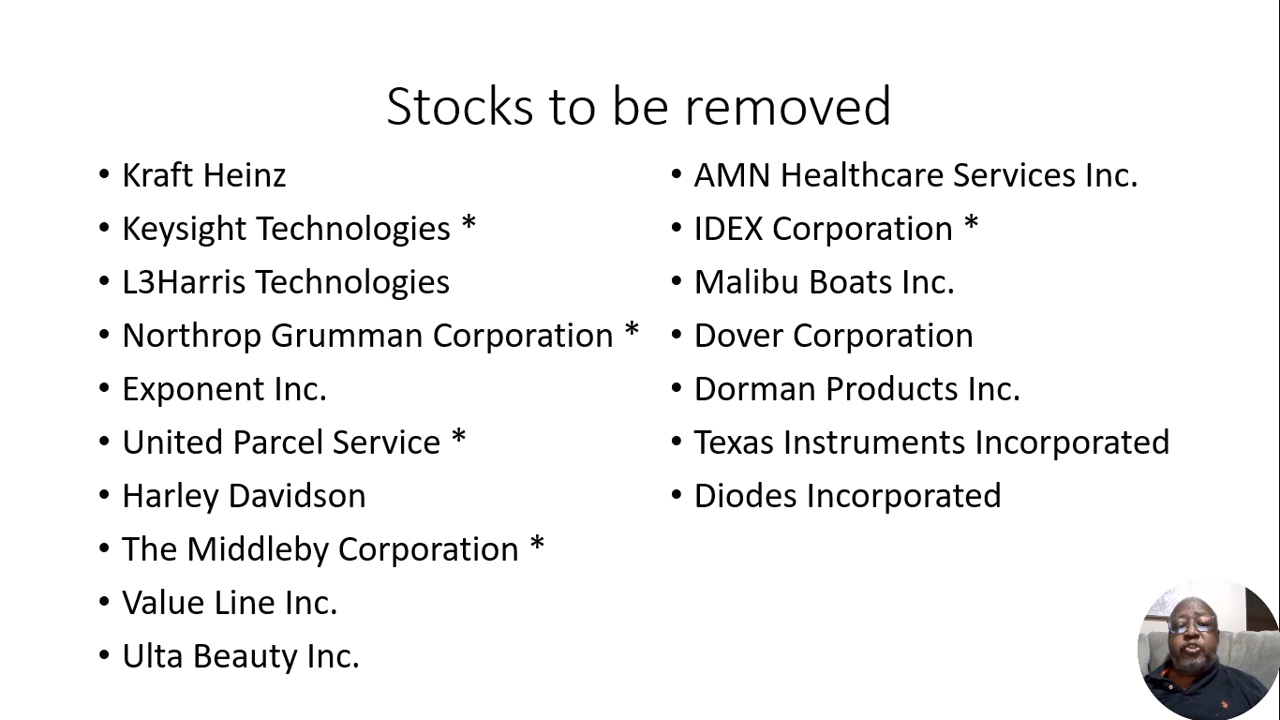 Stocks to be removed
• Kraft Heinz
• Keysight Technologies *
• L3Harris Technologies
• Northrop Grumman Corporation *
• Exponent Inc.
• United Parcel Service *
• Harley Davidson
• The Middleby Corporation *
• Value Line Inc.
• Ulta Beauty Inc.
• AMN Healthcare Services Inc.
• IDEX Corporation *
• Malibu Boats Inc.
• Dover Corporation
• Dorman Products Inc.
• Texas Instruments Incorporated
• Diodes Incorporated